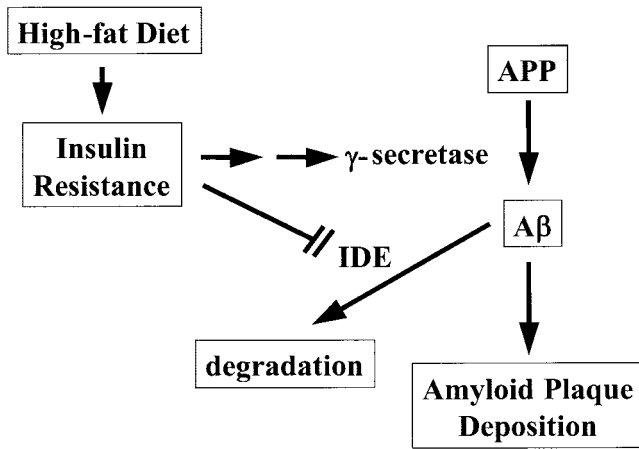 High-fat Diet
APP
Insulin
Resistance
γ-secretase
Aβ
IDE
degradation
Amyloid Plaque
Deposition